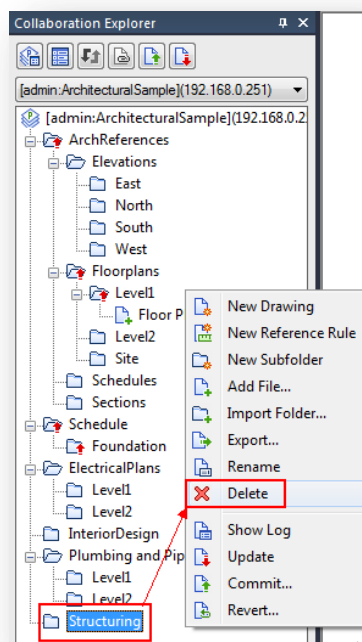 Collaboration Explorer
[admin:ArchitecturalSample](192.168.0.251)
[admin:ArchitecturalSample](192.168.0.2
ArchReferences
Elevations
East
North
South
West
Floorplans
Level1
Floor P
Level2
Site
Schedules
Sections
Schedule
Foundation
ElectricalPlans
Level1
Level2
InteriorDesign
Plumbing and Pip
Level1
Level2
Structuring
New Drawing
New Reference Rule
New Subfolder
Add File...
Import Folder...
Export...
Rename
Delete
Show Log
Update
Commit...
Revert...